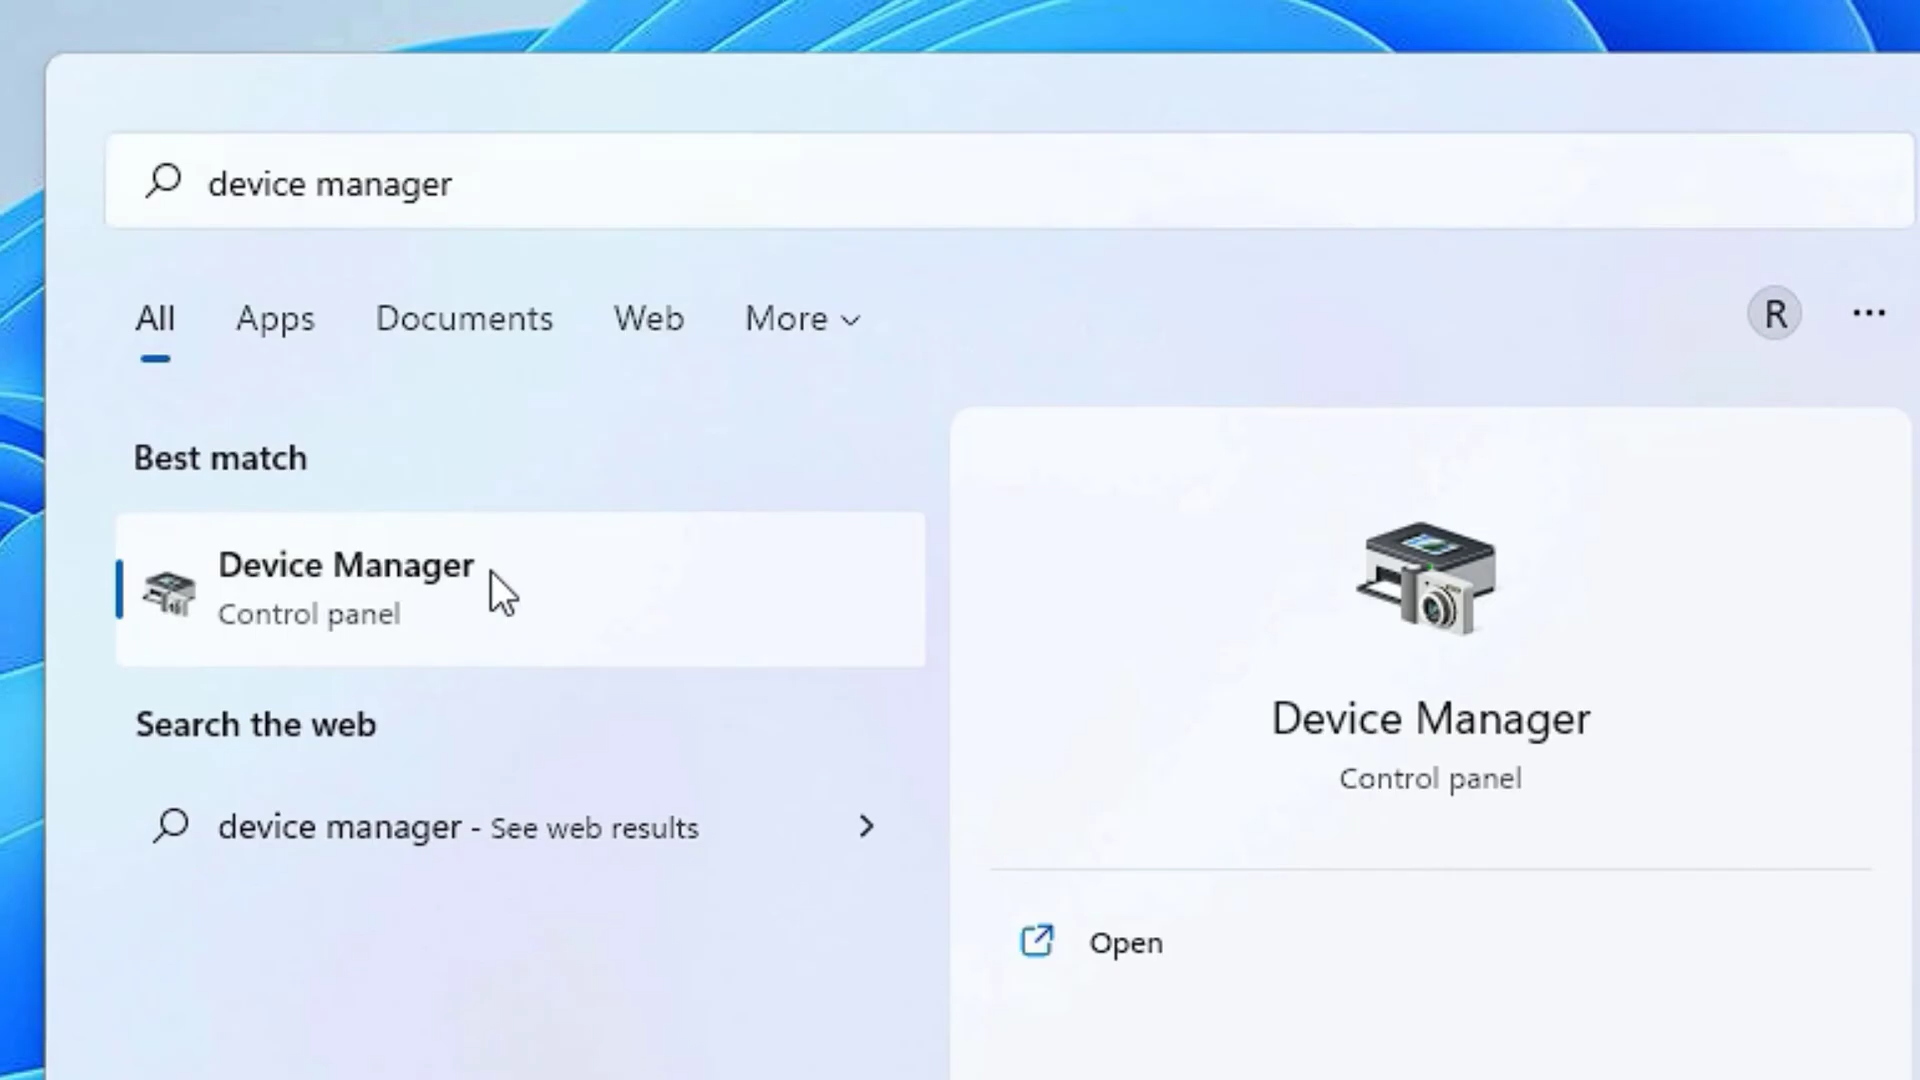 device manager
All Apps Documents Web More
R ...
Best match
Device Manager
Control panel
Search the web
device manager - See web results
Device Manager
Control panel
Open